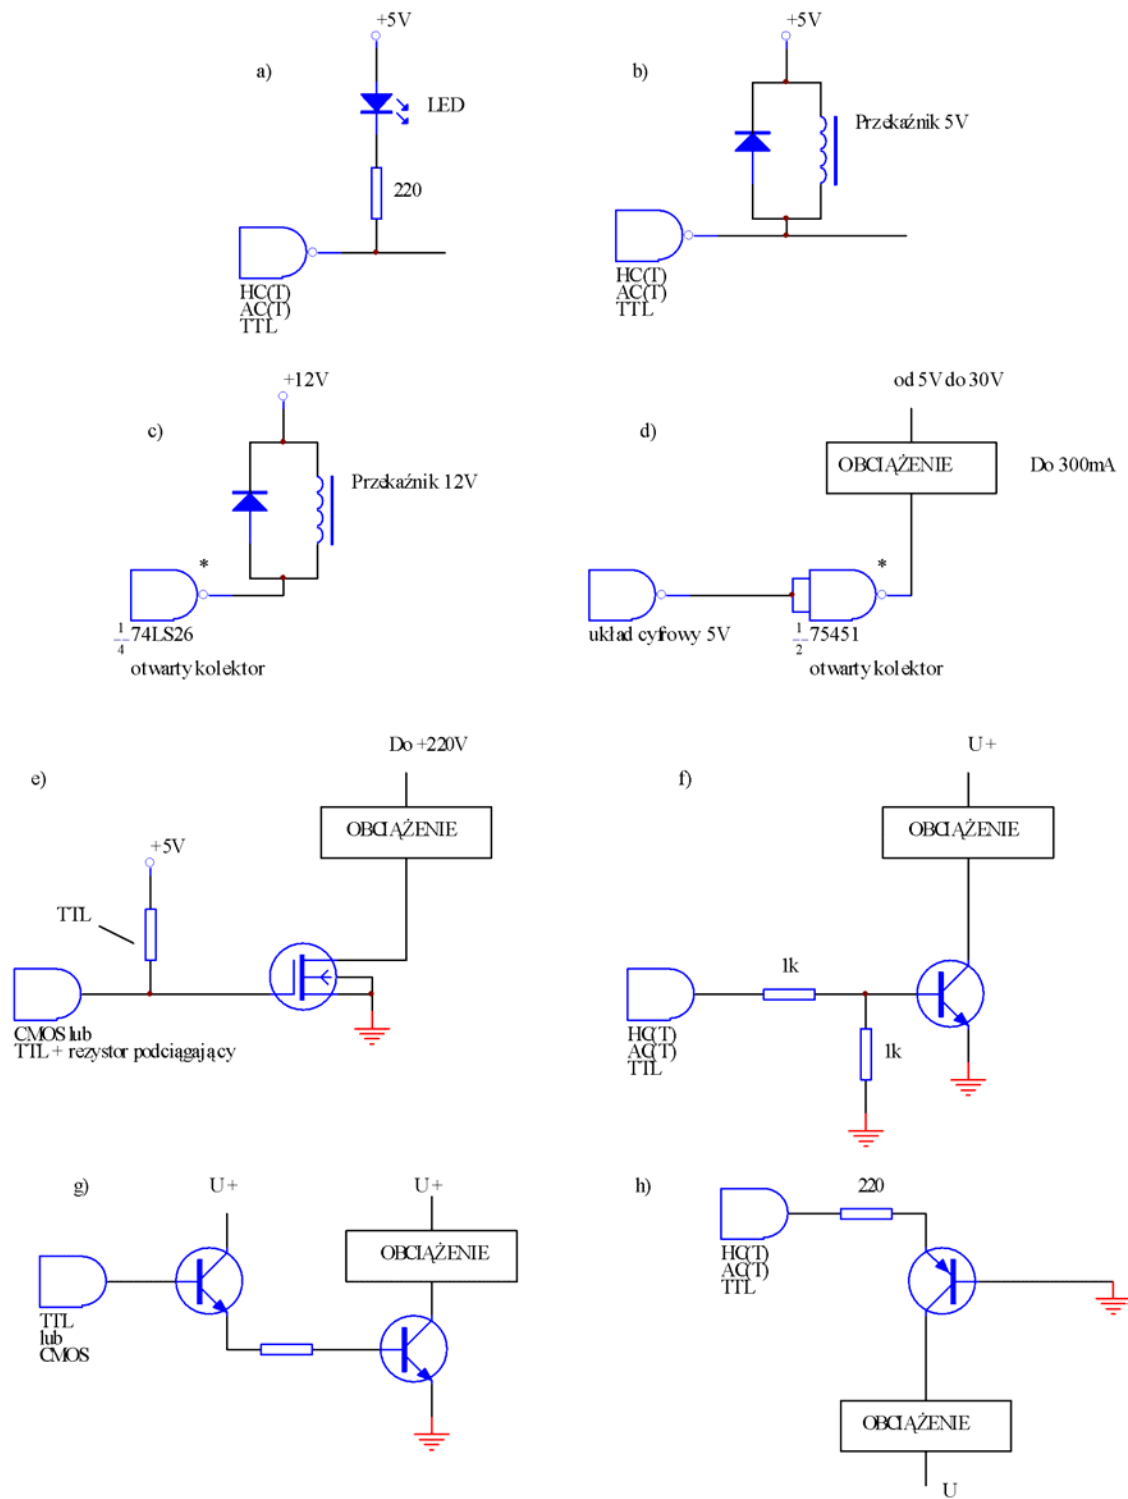 +5V
a)
LED
220
HC(T)
AC(T)
TTL
+5V
b)
Przekaźnik 5V
HC(T)
AC(T)
TTL
+12V
c)
Przekaźnik 12V
*
1/4 74LS26
otwarty kolektor
od 5V do 30V
d)
OBCIĄŻENIE
Do 300mA
*
układ cyfrowy 5V
1/2 75451
otwarty kolektor
Do +220V
e)
OBCIĄŻENIE
+5V
TTL
CMOS lub
TTL + rezystor podciągający
U+
f)
OBCIĄŻENIE
1k
HC(T)
AC(T)
TTL
1k
g)
U+
U+
OBCIĄŻENIE
TTL
lub
CMOS
h)
220
HC(T)
AC(T)
TTL
OBCIĄŻENIE
U